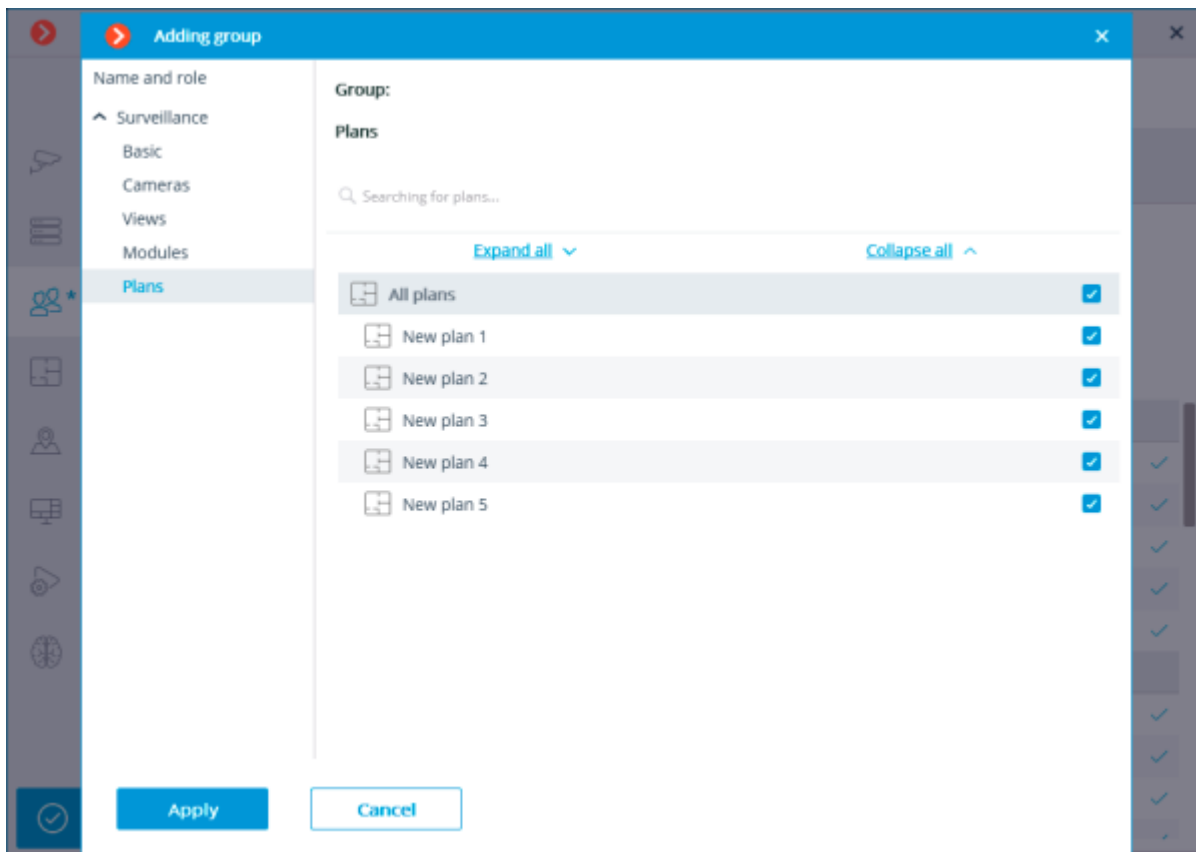 Adding group
Name and role
Surveillance
Basic
Cameras
Views
Modules
Plans
Group:
Plans
Searching for plans...
Expand all Collapse all
All plans
New plan 1
New plan 2
New plan 3
New plan 4
New plan 5
Apply Cancel